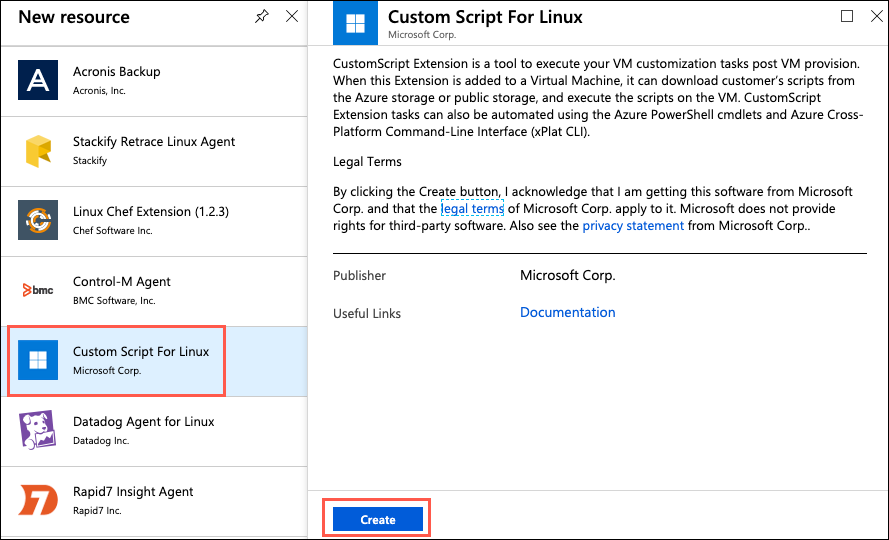 New resource
Acronis Backup
Acronis, Inc.
Stackify Retrace Linux Agent
Stackify
Linux Chef Extension (1.2.3)
Chef Software Inc.
bmc
Control-M Agent
BMC Software, Inc.
Custom Script For Linux
Microsoft Corp.
Datadog Agent for Linux
Datadog Inc.
Rapid7 Insight Agent
Rapid7 Inc.
Custom Script For Linux
Microsoft Corp.
CustomScript Extension is a tool to execute your VM customization tasks post VM provision.
When this Extension is added to a Virtual Machine, it can download customer's scripts from
the Azure storage or public storage, and execute the scripts on the VM. CustomScript
Extension tasks can also be automated using the Azure PowerShell cmdlets and Azure Cross-
Platform Command-Line Interface (xPlat CLI).
Legal Terms
By clicking the Create button, I acknowledge that I am getting this software from Microsoft
Corp. and that the legal terms of Microsoft Corp. apply to it. Microsoft does not provide
rights for third-party software. Also see the privacy statement from Microsoft Corp..
Publisher
Microsoft Corp.
Useful Links
Documentation
Create